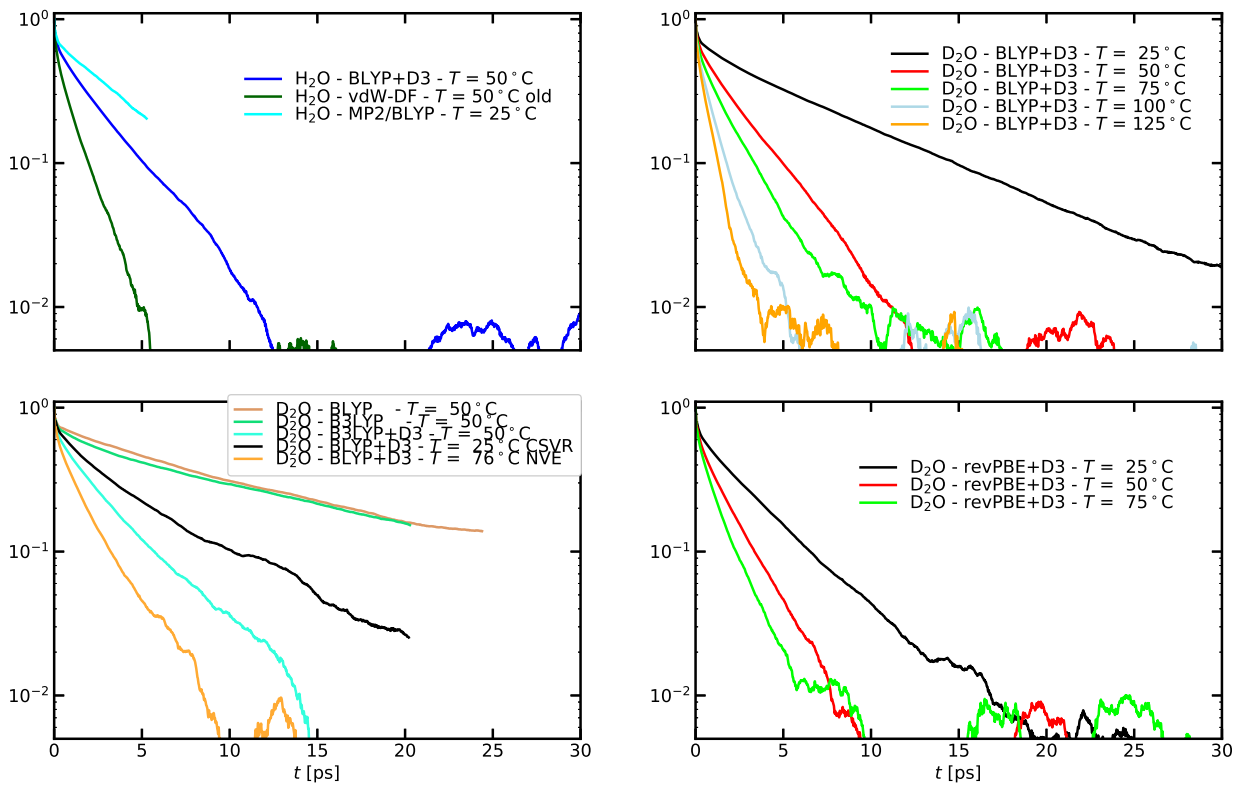 10⁰
10⁻¹
10⁻²
H₂O - BLYP+D3 - T = 50°C
H₂O - vdW-DF - T = 50°C old
H₂O - MP2/BLYP - T = 25°C
10⁰
10⁻¹
10⁻²
D₂O - BLYP+D3 - T = 25°C
D₂O - BLYP+D3 - T = 50°C
D₂O - BLYP+D3 - T = 75°C
D₂O - BLYP+D3 - T = 100°C
D₂O - BLYP+D3 - T = 125°C
10⁰
10⁻¹
10⁻²
D₂O - BLYP - T = 50°C
D₂O - B3LYP - T = 50°C
D₂O - B3LYP+D3 - T = 50°C
D₂O - BLYP+D3 - T = 25°C CSVR
D₂O - BLYP+D3 - T = 76°C NVE
0 5 10 15 20 25 30
t [ps]
10⁰
10⁻¹
10⁻²
D₂O - revPBE+D3 - T = 25°C
D₂O - revPBE+D3 - T = 50°C
D₂O - revPBE+D3 - T = 75°C
0 5 10 15 20 25 30
t [ps]